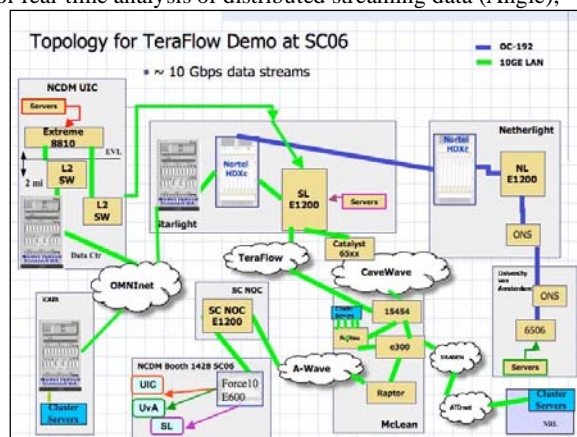 of real time analysis of distributed streaming data (Angle),
Topology for TeraFlow Demo at SC06
~ 10 Gbps data streams
OC-192
10GE LAN
NCDM UIC
Servers
Extreme
8810
EVL
L2
SW
2 mi
L2
SW
Data Ctr
Nortel
HDXc
Starlight
SL
E1200
Servers
Catalyst
65xx
Netherlight
Nortel
HDXc
NL
E1200
ONS
University
van
Amsterdam
ONS
6506
Servers
TeraFlow
CaveWave
OMNInet
iCAIR
Cluster
Servers
SC NOC
SC NOC
E1200
A-Wave
Cluster
Servers
15454
e300
Raptor
McLean
DRAGON
ATDnet
Cluster
Servers
NRL
NCDM Booth 1428 SC06
UIC
UvA
SL
Force10
E600